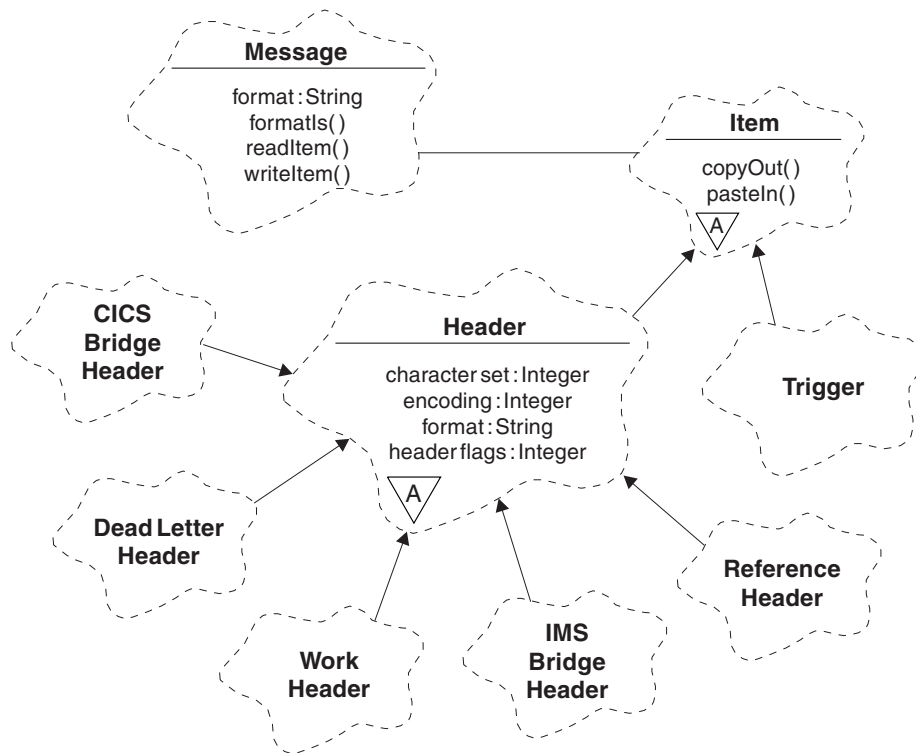 Message
format : String
formatIs( )
readItem( )
writeItem( )
Item
copyOut( )
pasteIn( )
A
CICS
Bridge
Header
Header
character set : Integer
encoding : Integer
format : String
header flags : Integer
A
Trigger
Dead Letter
Header
Work
Header
IMS
Bridge
Header
Reference
Header